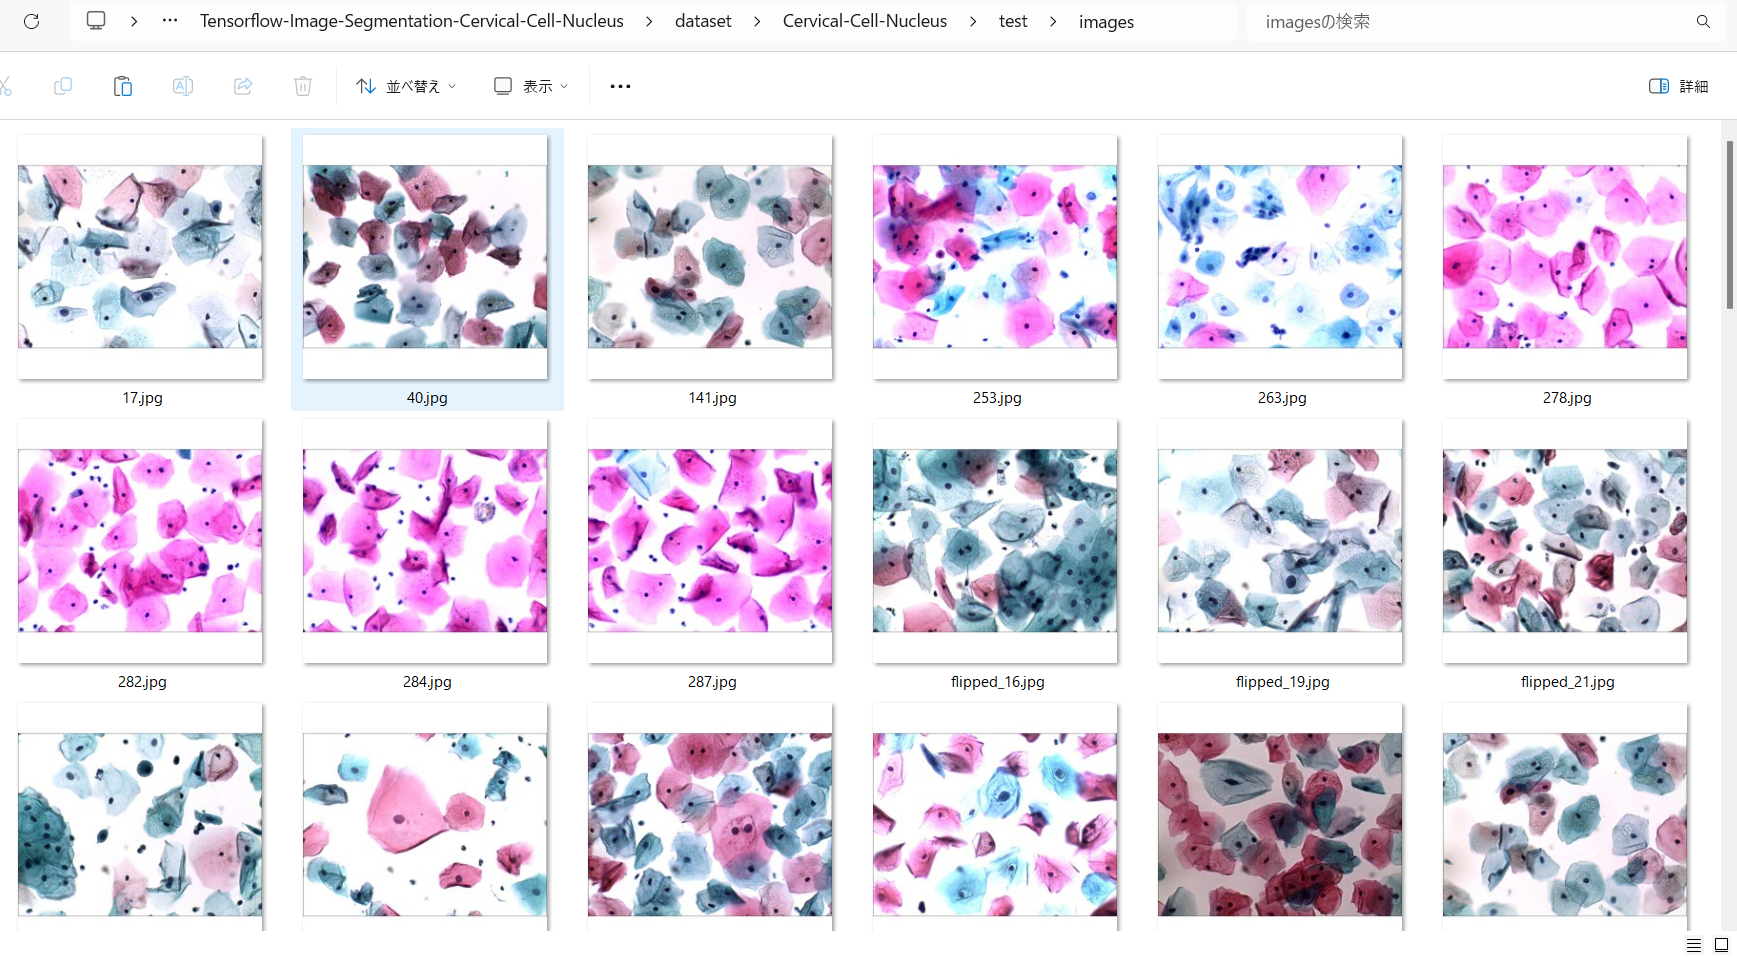 Tensorflow-Image-Segmentation-Cervical-Cell-Nucleus > dataset > Cervical-Cell-Nucleus > test > images
imagesの検索
並べ替え
表示
詳細
17.jpg
40.jpg
141.jpg
253.jpg
263.jpg
278.jpg
282.jpg
284.jpg
287.jpg
flipped_16.jpg
flipped_19.jpg
flipped_21.jpg